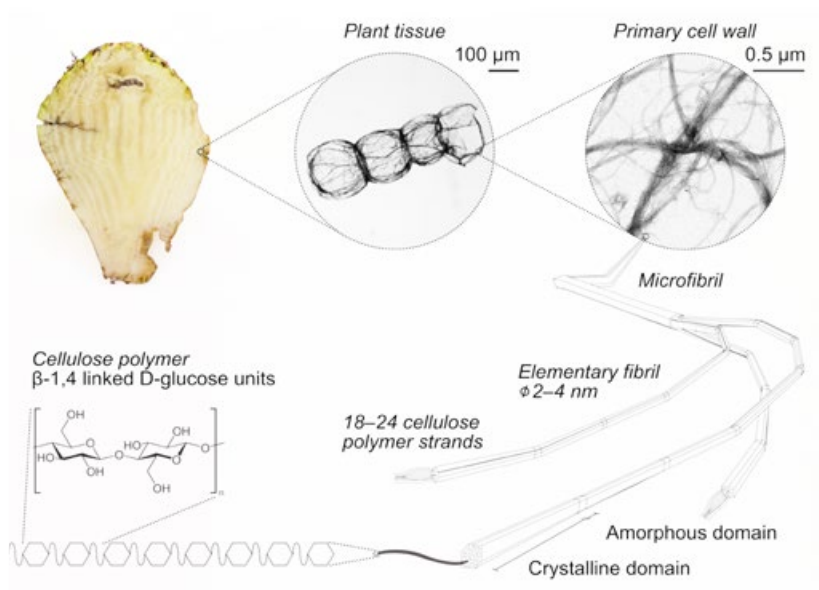 Plant tissue
100 µm
Primary cell wall
0.5 µm
Microfibril
Cellulose polymer
β-1,4 linked D-glucose units
Elementary fibril
ϕ2–4 nm
18–24 cellulose
polymer strands
OH
O
HO
OH
O
HO
OH
O
O
OH
n
Amorphous domain
Crystalline domain